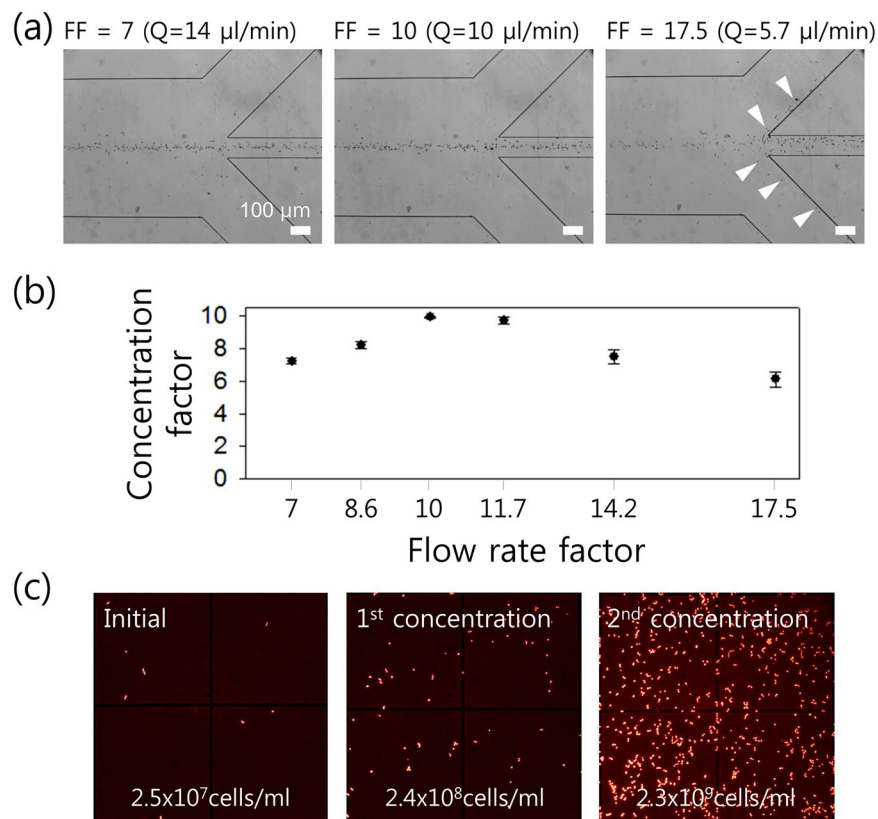 (a)
FF = 7 (Q=14 μl/min)
FF = 10 (Q=10 μl/min)
FF = 17.5 (Q=5.7 μl/min)
100 μm
(b)
Concentration
factor
10
8
6
4
2
0
7
8.6
10
11.7
14.2
17.5
Flow rate factor
(c)
Initial
1st concentration
2nd concentration
2.5x10⁷cells/ml
2.4x10⁸cells/ml
2.3x10⁹cells/ml